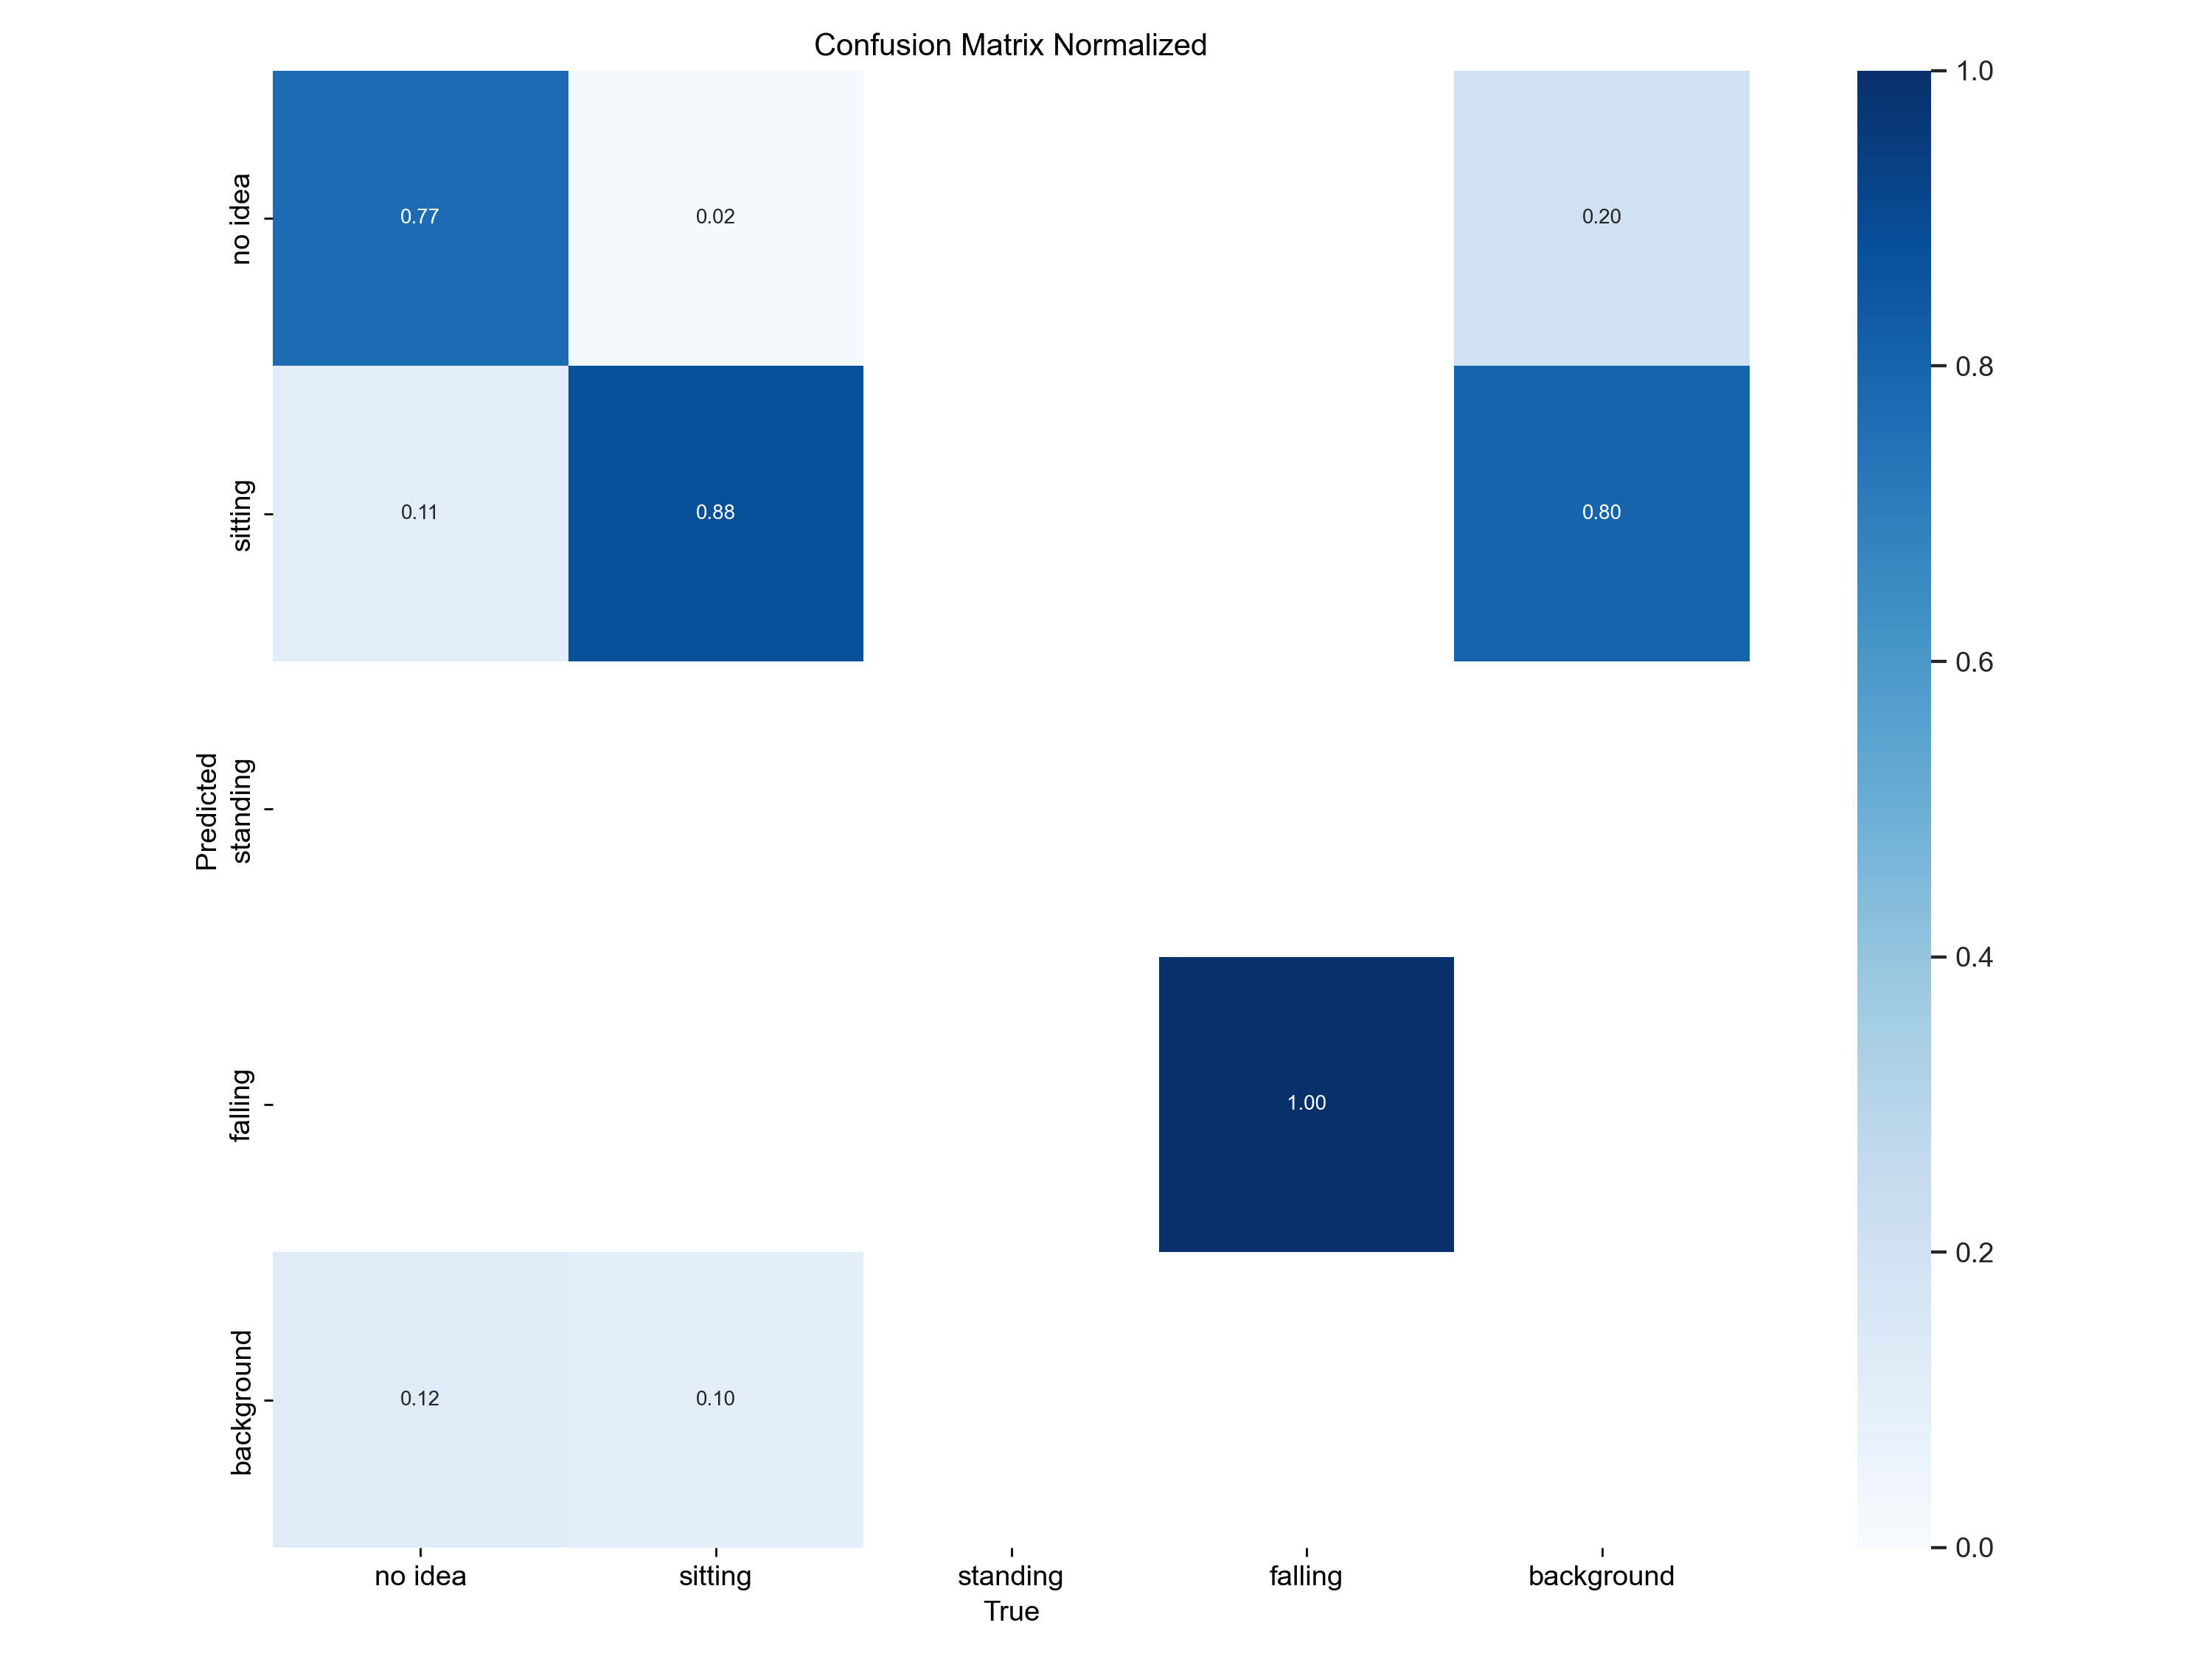 Confusion Matrix Normalized
1.0
no idea
0.77
0.02
0.20
0.8
sitting
0.11
0.88
0.80
0.6
Predicted
standing
0.4
falling
1.00
0.2
background
0.12
0.10
0.0
no idea
sitting
standing
falling
background
True